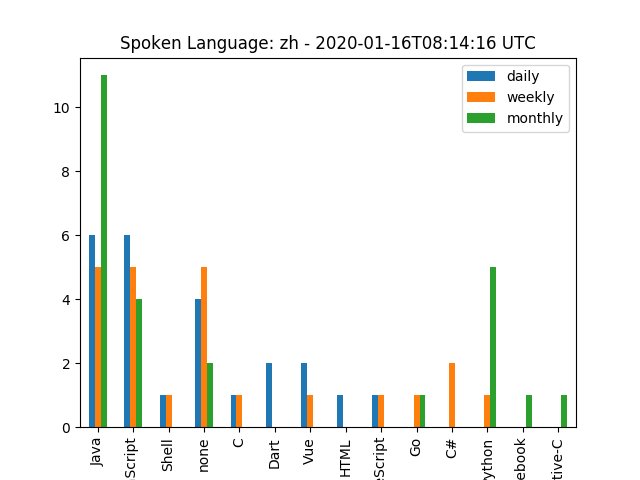 Spoken Language: zh - 2020-01-16T08:14:16 UTC
daily
weekly
monthly
10
8
6
4
2
0
Java
Script
Shell
none
C
Dart
Vue
HTML
eScript
Go
C#
ython
ebook
tive-C